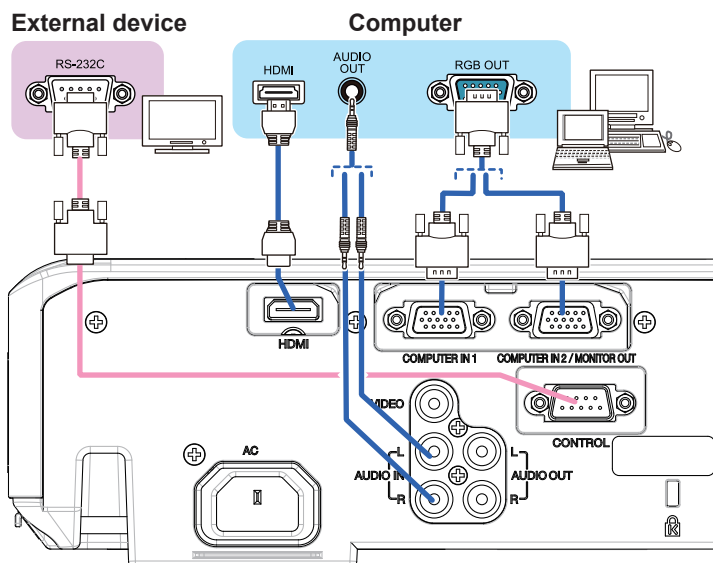 External device
Computer
RS-232C
HDMI
AUDIO
OUT
RGB OUT
HDMI
COMPUTER IN 1
COMPUTER IN 2 / MONITOR OUT
VIDEO
CONTROL
AC
L
AUDIO IN
R
L
AUDIO OUT
R
K